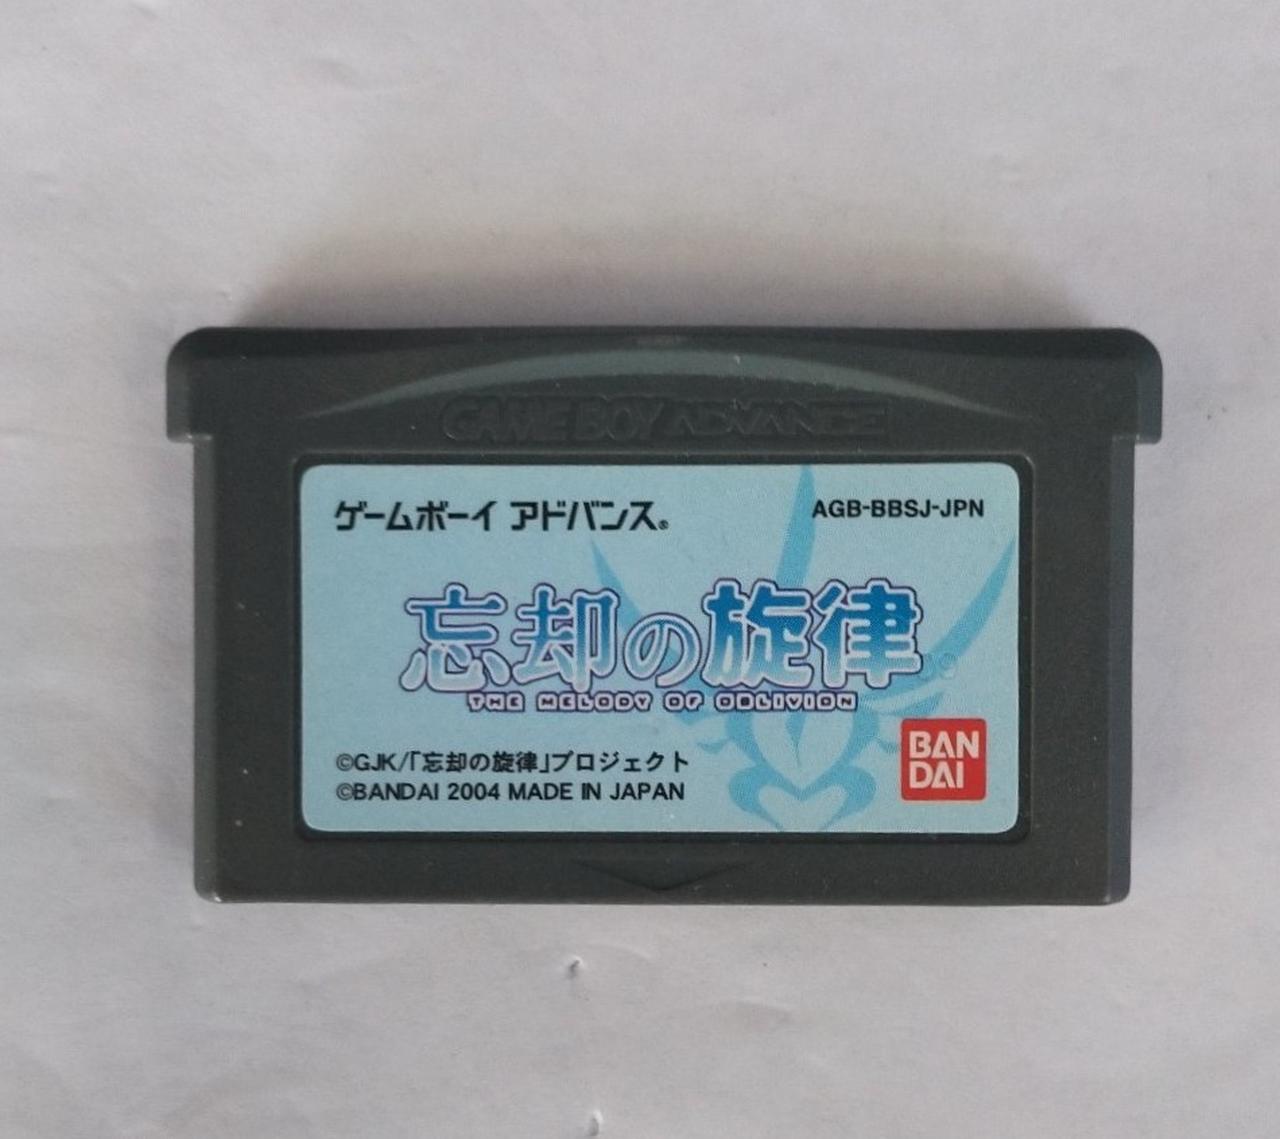 GAME BOY ADVANCE
ゲームボーイ アドバンス®
AGB-BBSJ-JPN
忘却の旋律
THE MELODY OF OBLIVION
©GJK/「忘却の旋律」プロジェクト
©BANDAI 2004 MADE IN JAPAN
BAN
DAI